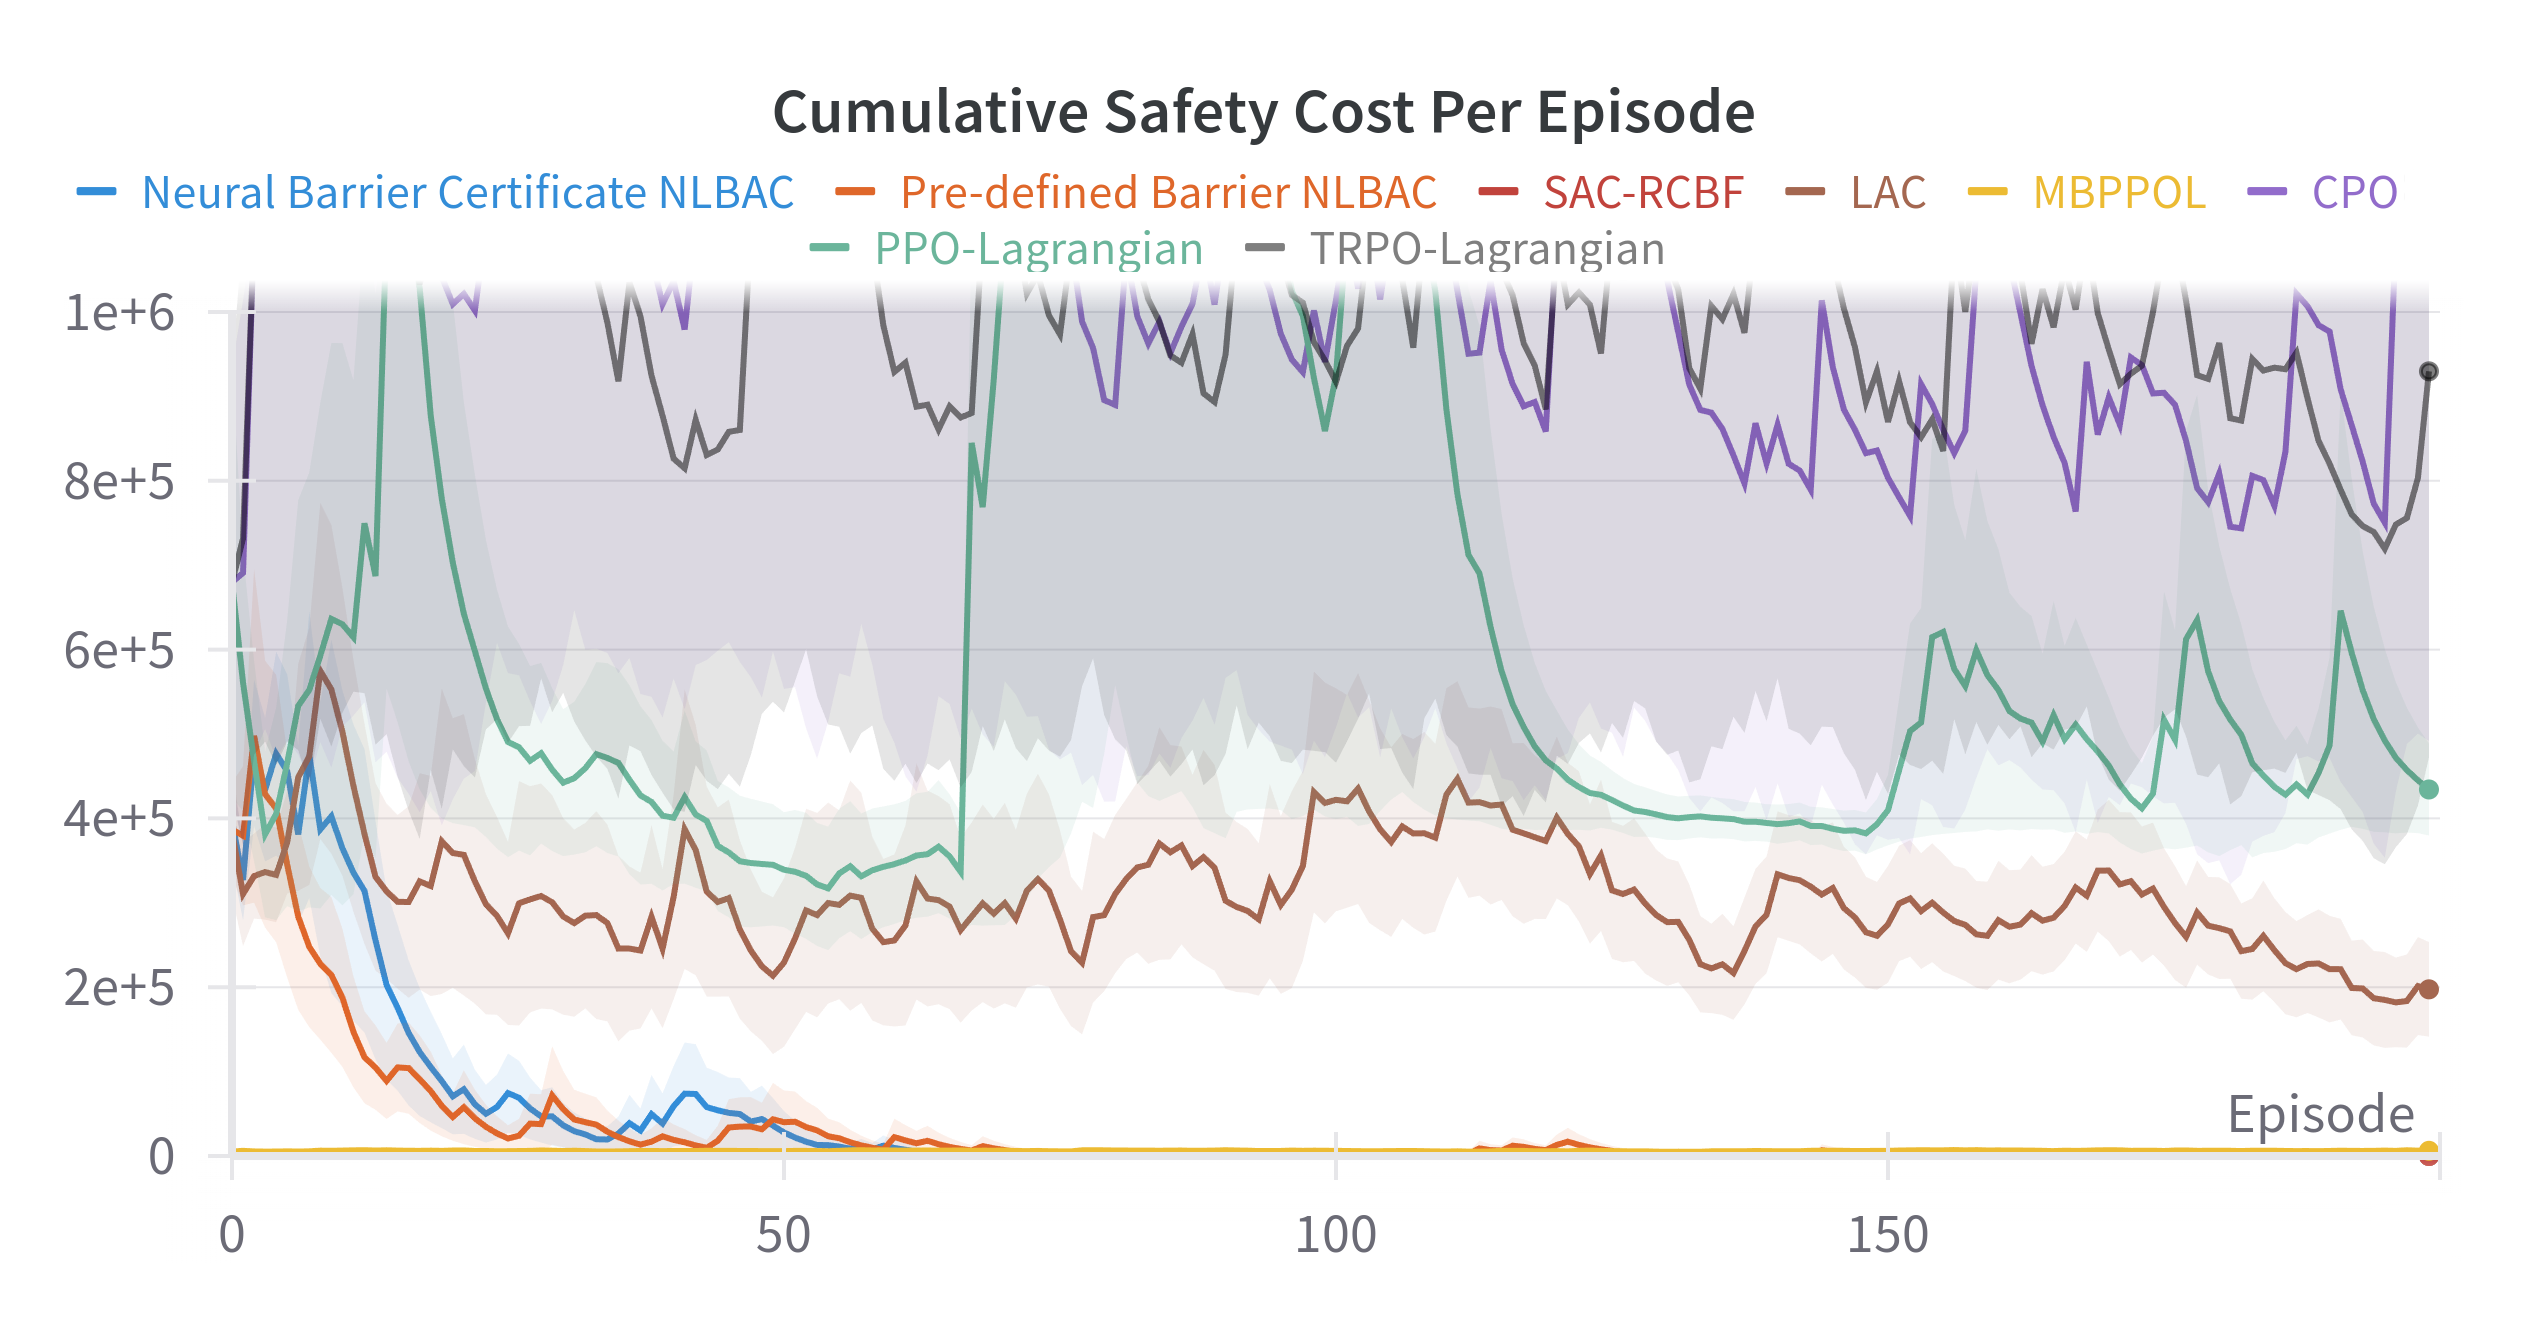 Cumulative Safety Cost Per Episode
Neural Barrier Certificate NLBAC Pre-defined Barrier NLBAC SAC-RCBF LAC MBPPOL CPO
PPO-Lagrangian TRPO-Lagrangian
1e+6
8e+5
6e+5
4e+5
2e+5
Episode
0
0 50 100 150